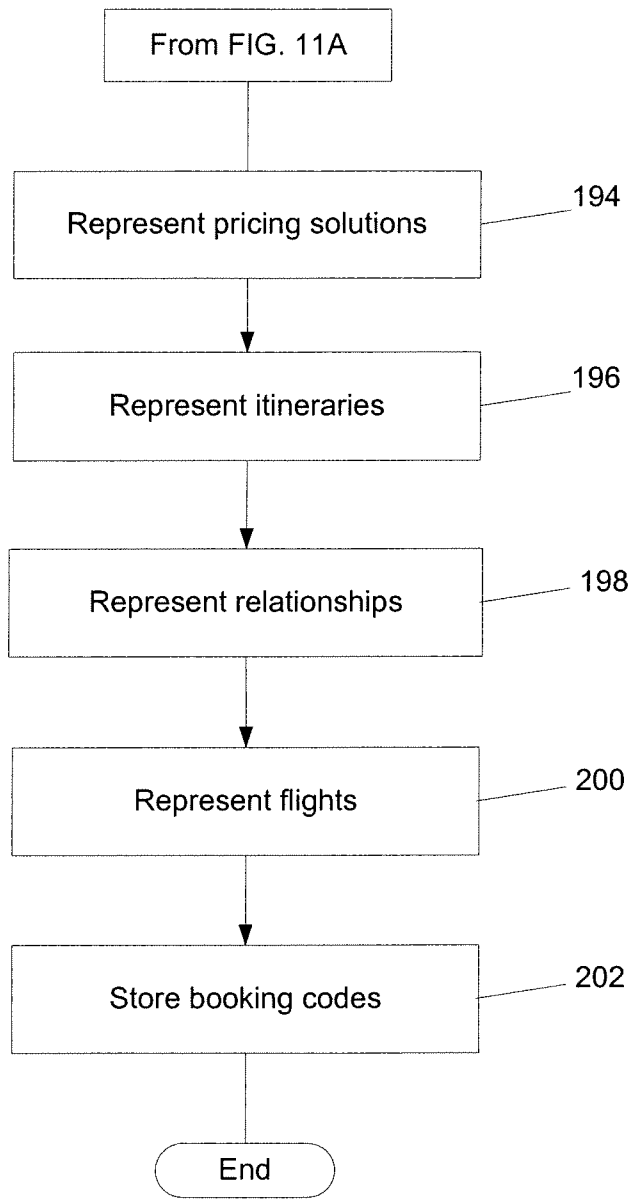 From FIG. 11A
Represent pricing solutions
194
Represent itineraries
196
Represent relationships
198
Represent flights
200
Store booking codes
202
End